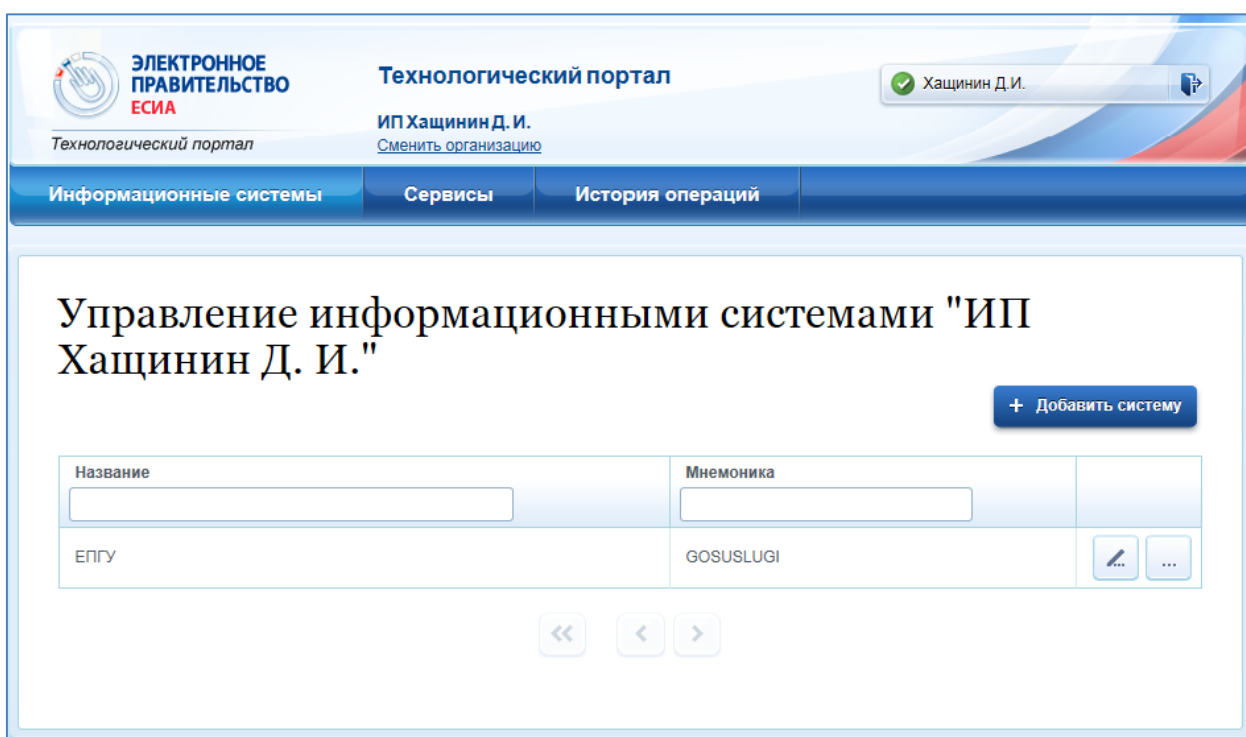 ЭЛЕКТРОННОЕ
ПРАВИТЕЛЬСТВО
ЕСИА
Технологический портал
Технологический портал
ИП Хащинин Д. И.
Сменить организацию
Хащинин Д.И.
Информационные системы
Сервисы
История операций
Управление информационными системами "ИП
Хащинин Д. И."
+ Добавить систему
Название
Мнемоника
ЕПГУ
GOSUSLUGI
...